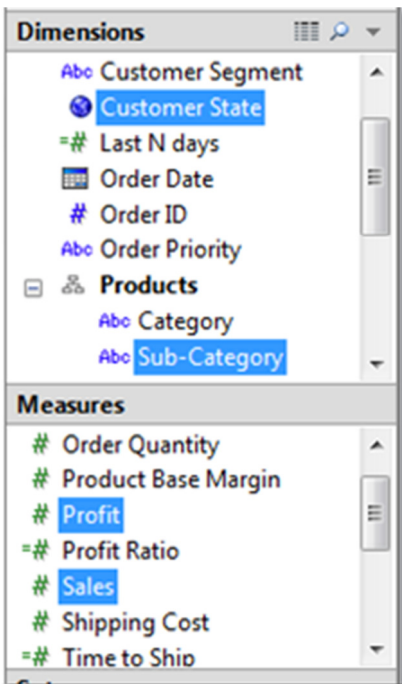 Dimensions
Abc Customer Segment
Customer State
=# Last N days
Order Date
# Order ID
Abc Order Priority
Products
Abc Category
Abc Sub-Category
Measures
# Order Quantity
# Product Base Margin
# Profit
=# Profit Ratio
# Sales
# Shipping Cost
=# Time to Ship